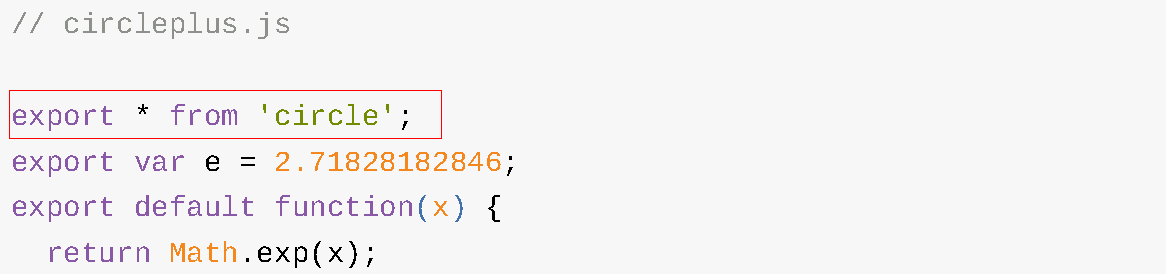 // circleplus.js
export * from 'circle';
export var e = 2.71828182846;
export default function(x) {
  return Math.exp(x);